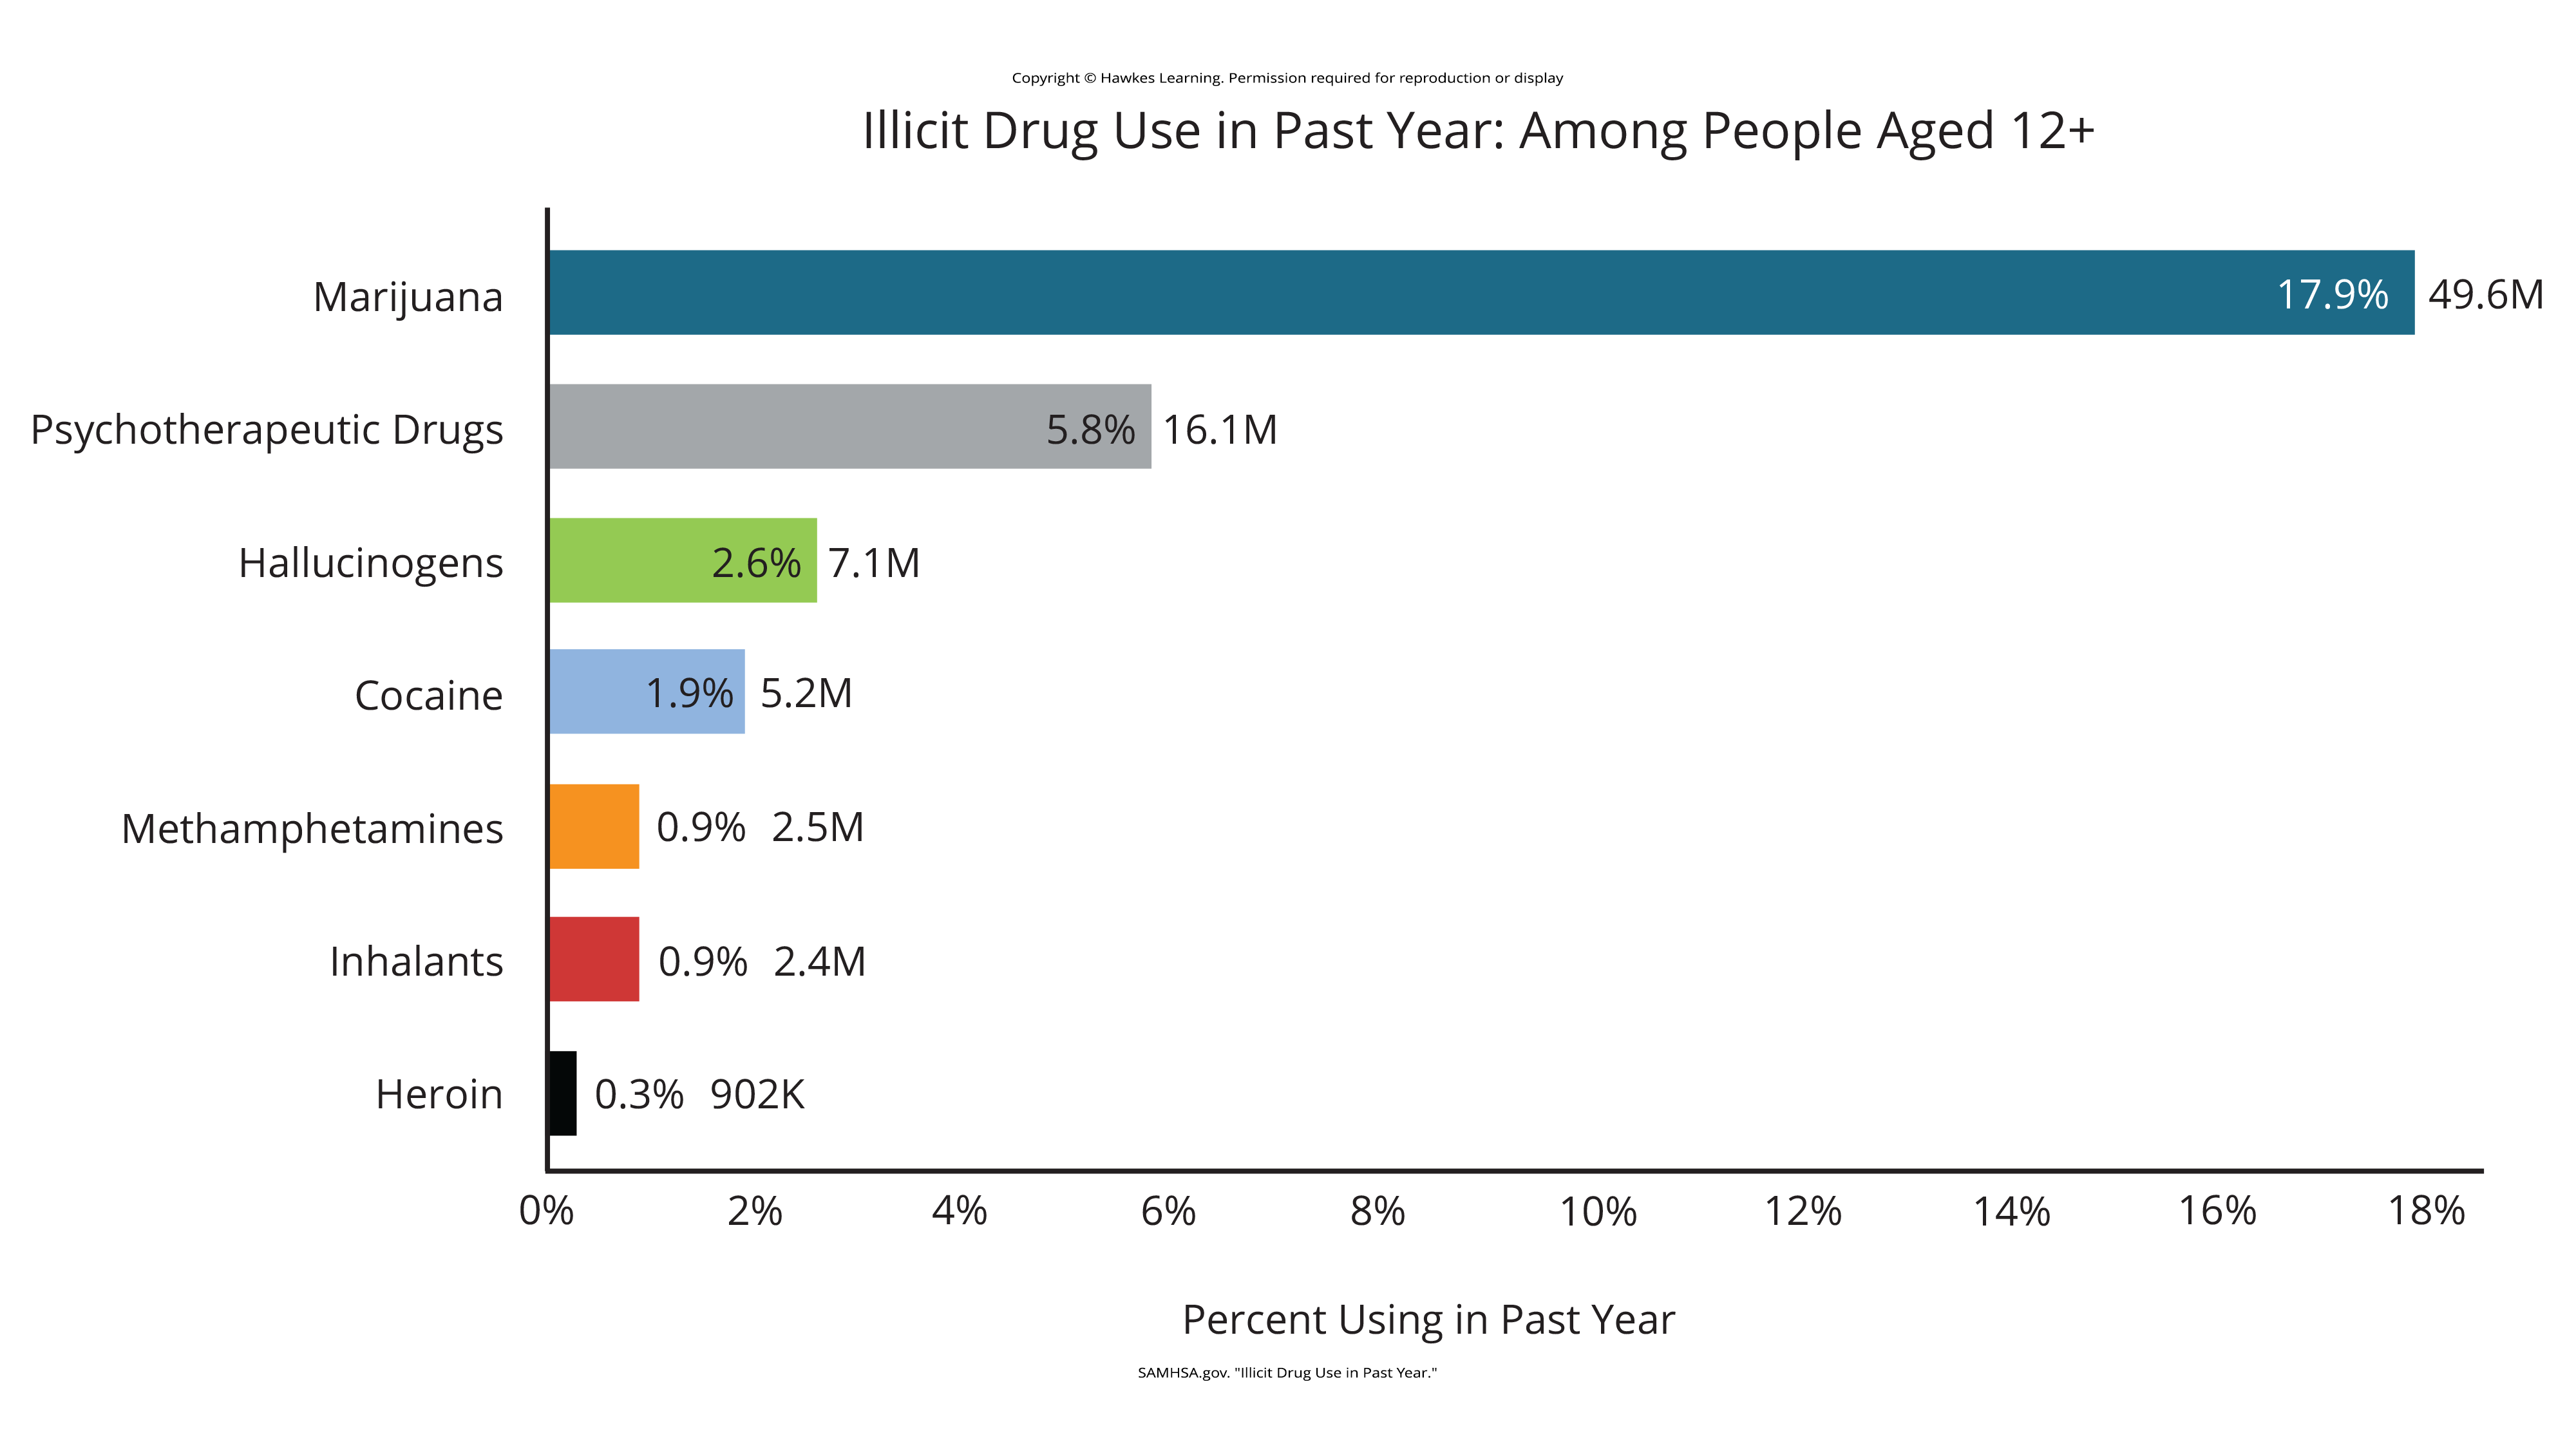 Copyright © Hawkes Learning. Permission required for reproduction or display
Illicit Drug Use in Past Year: Among People Aged 12+
Marijuana 17.9% 49.6M
Psychotherapeutic Drugs 5.8% 16.1M
Hallucinogens 2.6% 7.1M
Cocaine 1.9% 5.2M
Methamphetamines 0.9% 2.5M
Inhalants 0.9% 2.4M
Heroin 0.3% 902K
0% 2% 4% 6% 8% 10% 12% 14% 16% 18%
Percent Using in Past Year
SAMHSA.gov. "Illicit Drug Use in Past Year."